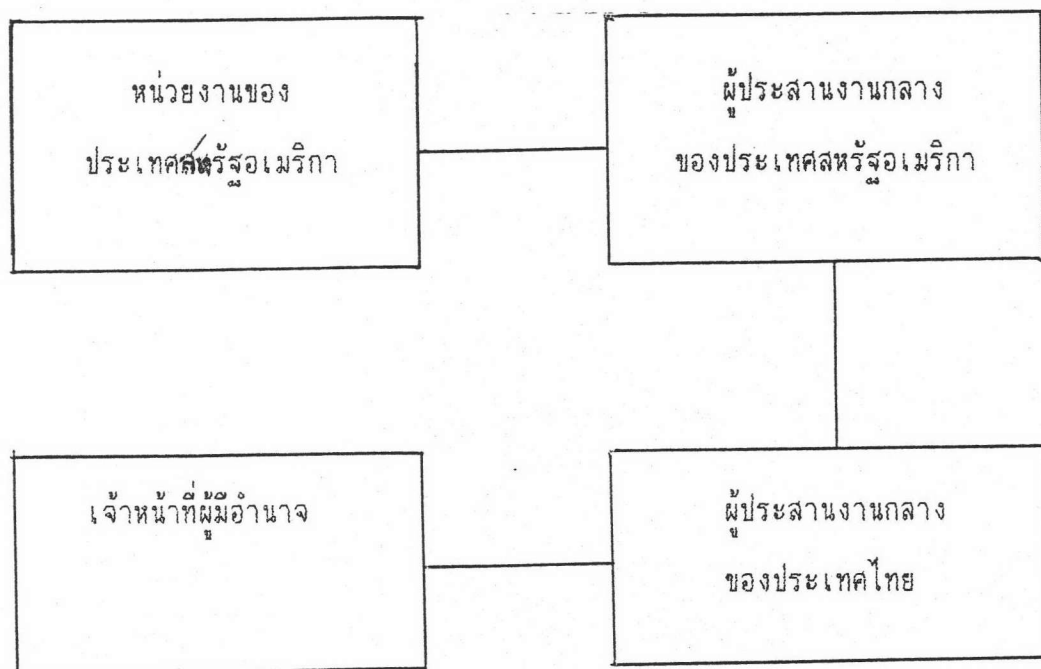 หน่วยงานของ
ประเทศสหรัฐอเมริกา
ผู้ประสานงานกลาง
ของประเทศสหรัฐอเมริกา
เจ้าหน้าที่ผู้มีอำนาจ
ผู้ประสานงานกลาง
ของประเทศไทย